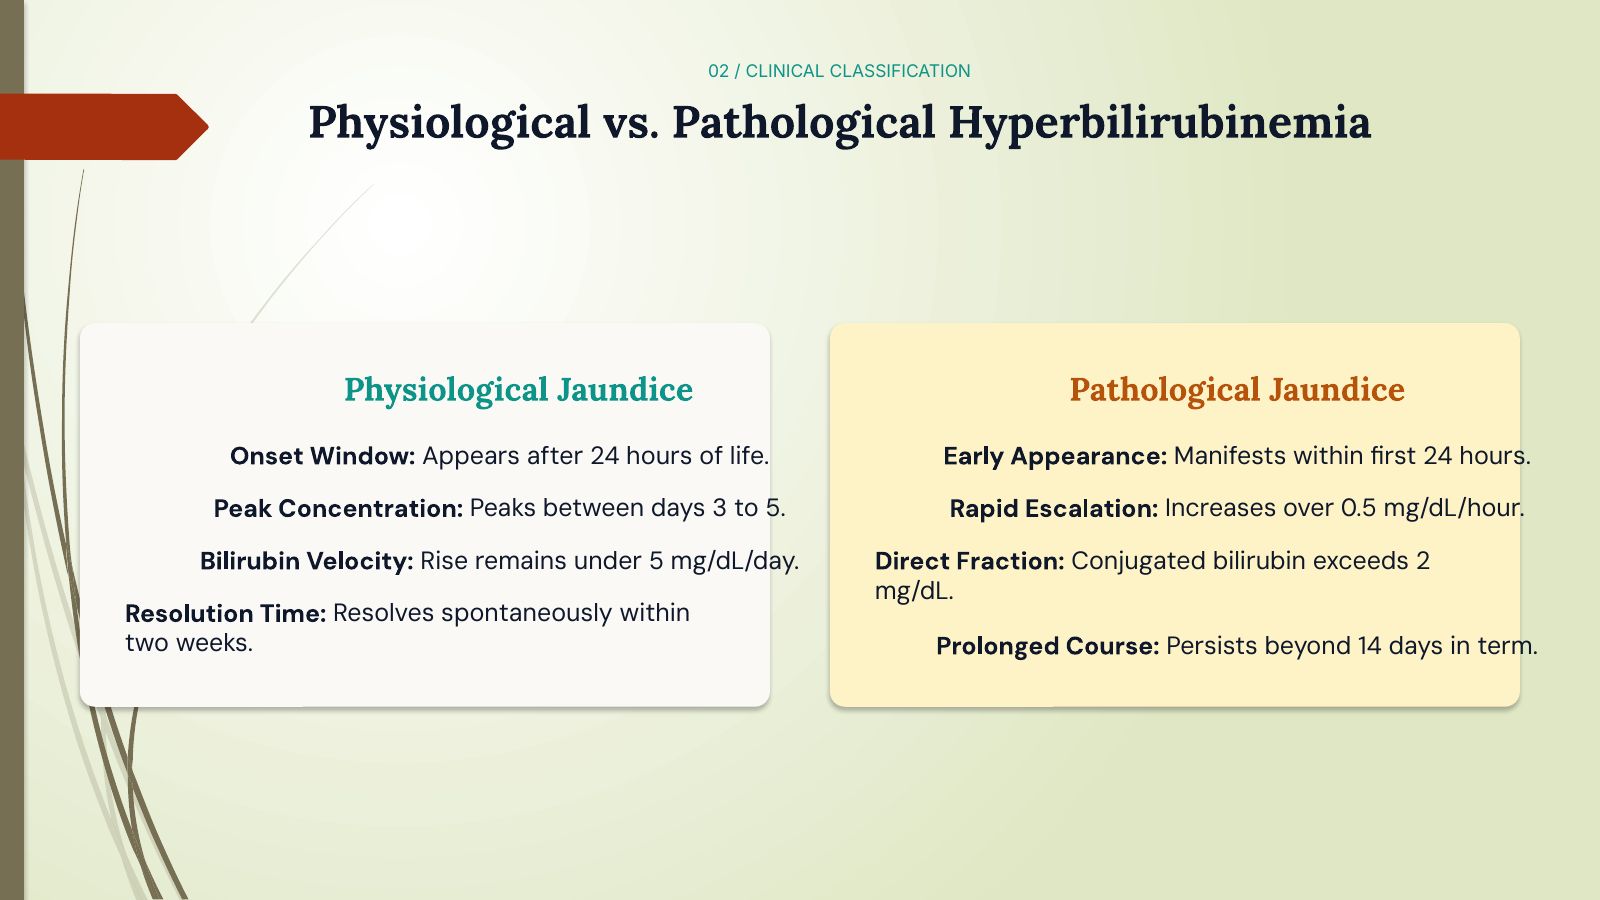 02 / CLINICAL CLASSIFICATION
Physiological vs. Pathological Hyperbilirubinemia
Physiological Jaundice
Onset Window: Appears after 24 hours of life.
Peak Concentration: Peaks between days 3 to 5.
Bilirubin Velocity: Rise remains under 5 mg/dL/day.
Resolution Time: Resolves spontaneously within
two weeks.
Pathological Jaundice
Early Appearance: Manifests within first 24 hours.
Rapid Escalation: Increases over 0.5 mg/dL/hour.
Direct Fraction: Conjugated bilirubin exceeds 2
mg/dL.
Prolonged Course: Persists beyond 14 days in term.